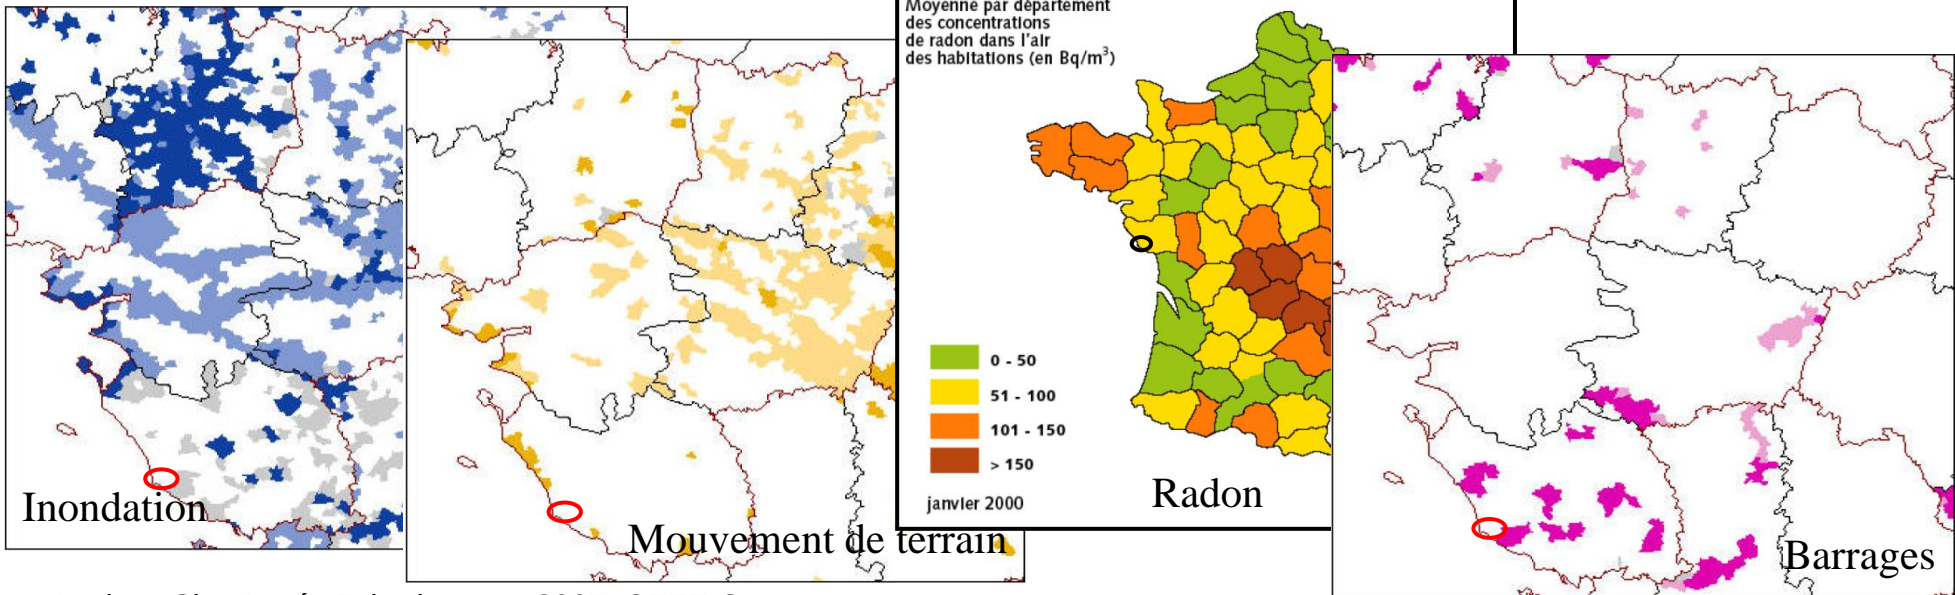 Moyenne par département
des concentrations
de radon dans l'air
des habitations (en Bq/m³)
0 - 50
51 - 100
101 - 150
> 150
janvier 2000
Radon
Inondation
Mouvement de terrain
Barrages